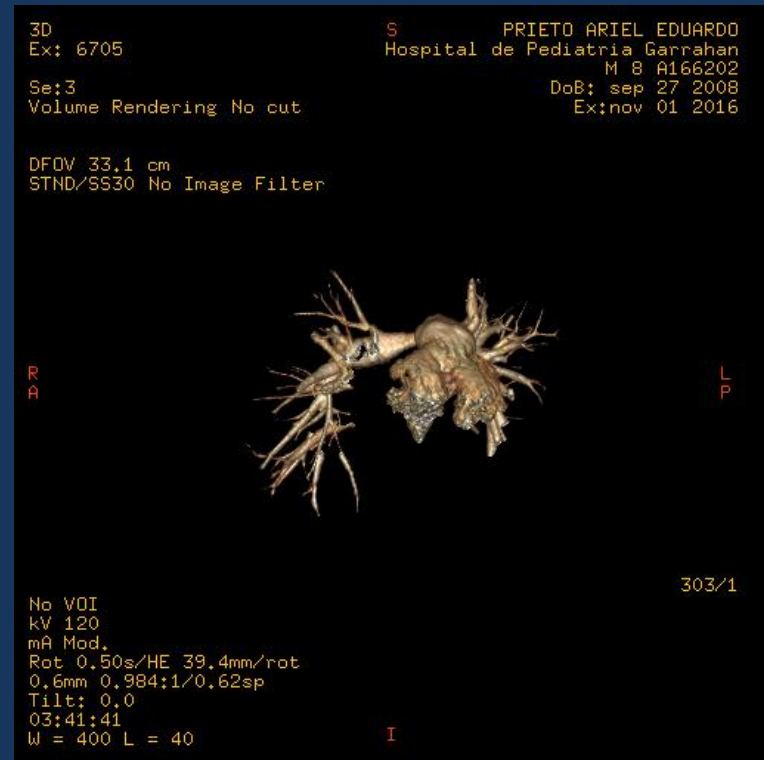 3D
Ex: 6705
Se:3
Volume Rendering No cut
DFOV 33.1 cm
STND/SS30 No Image Filter
S
PRIETO ARIEL EDUARDO
Hospital de Pediatria Garrahan
M 8 A166202
DoB: sep 27 2008
Ex:nov 01 2016
R
A
L
P
303/1
No VOI
kV 120
mA Mod.
Rot 0.50s/HE 39.4mm/rot
0.6mm 0.984:1/0.62sp
Tilt: 0.0
03:41:41
W = 400 L = 40
I